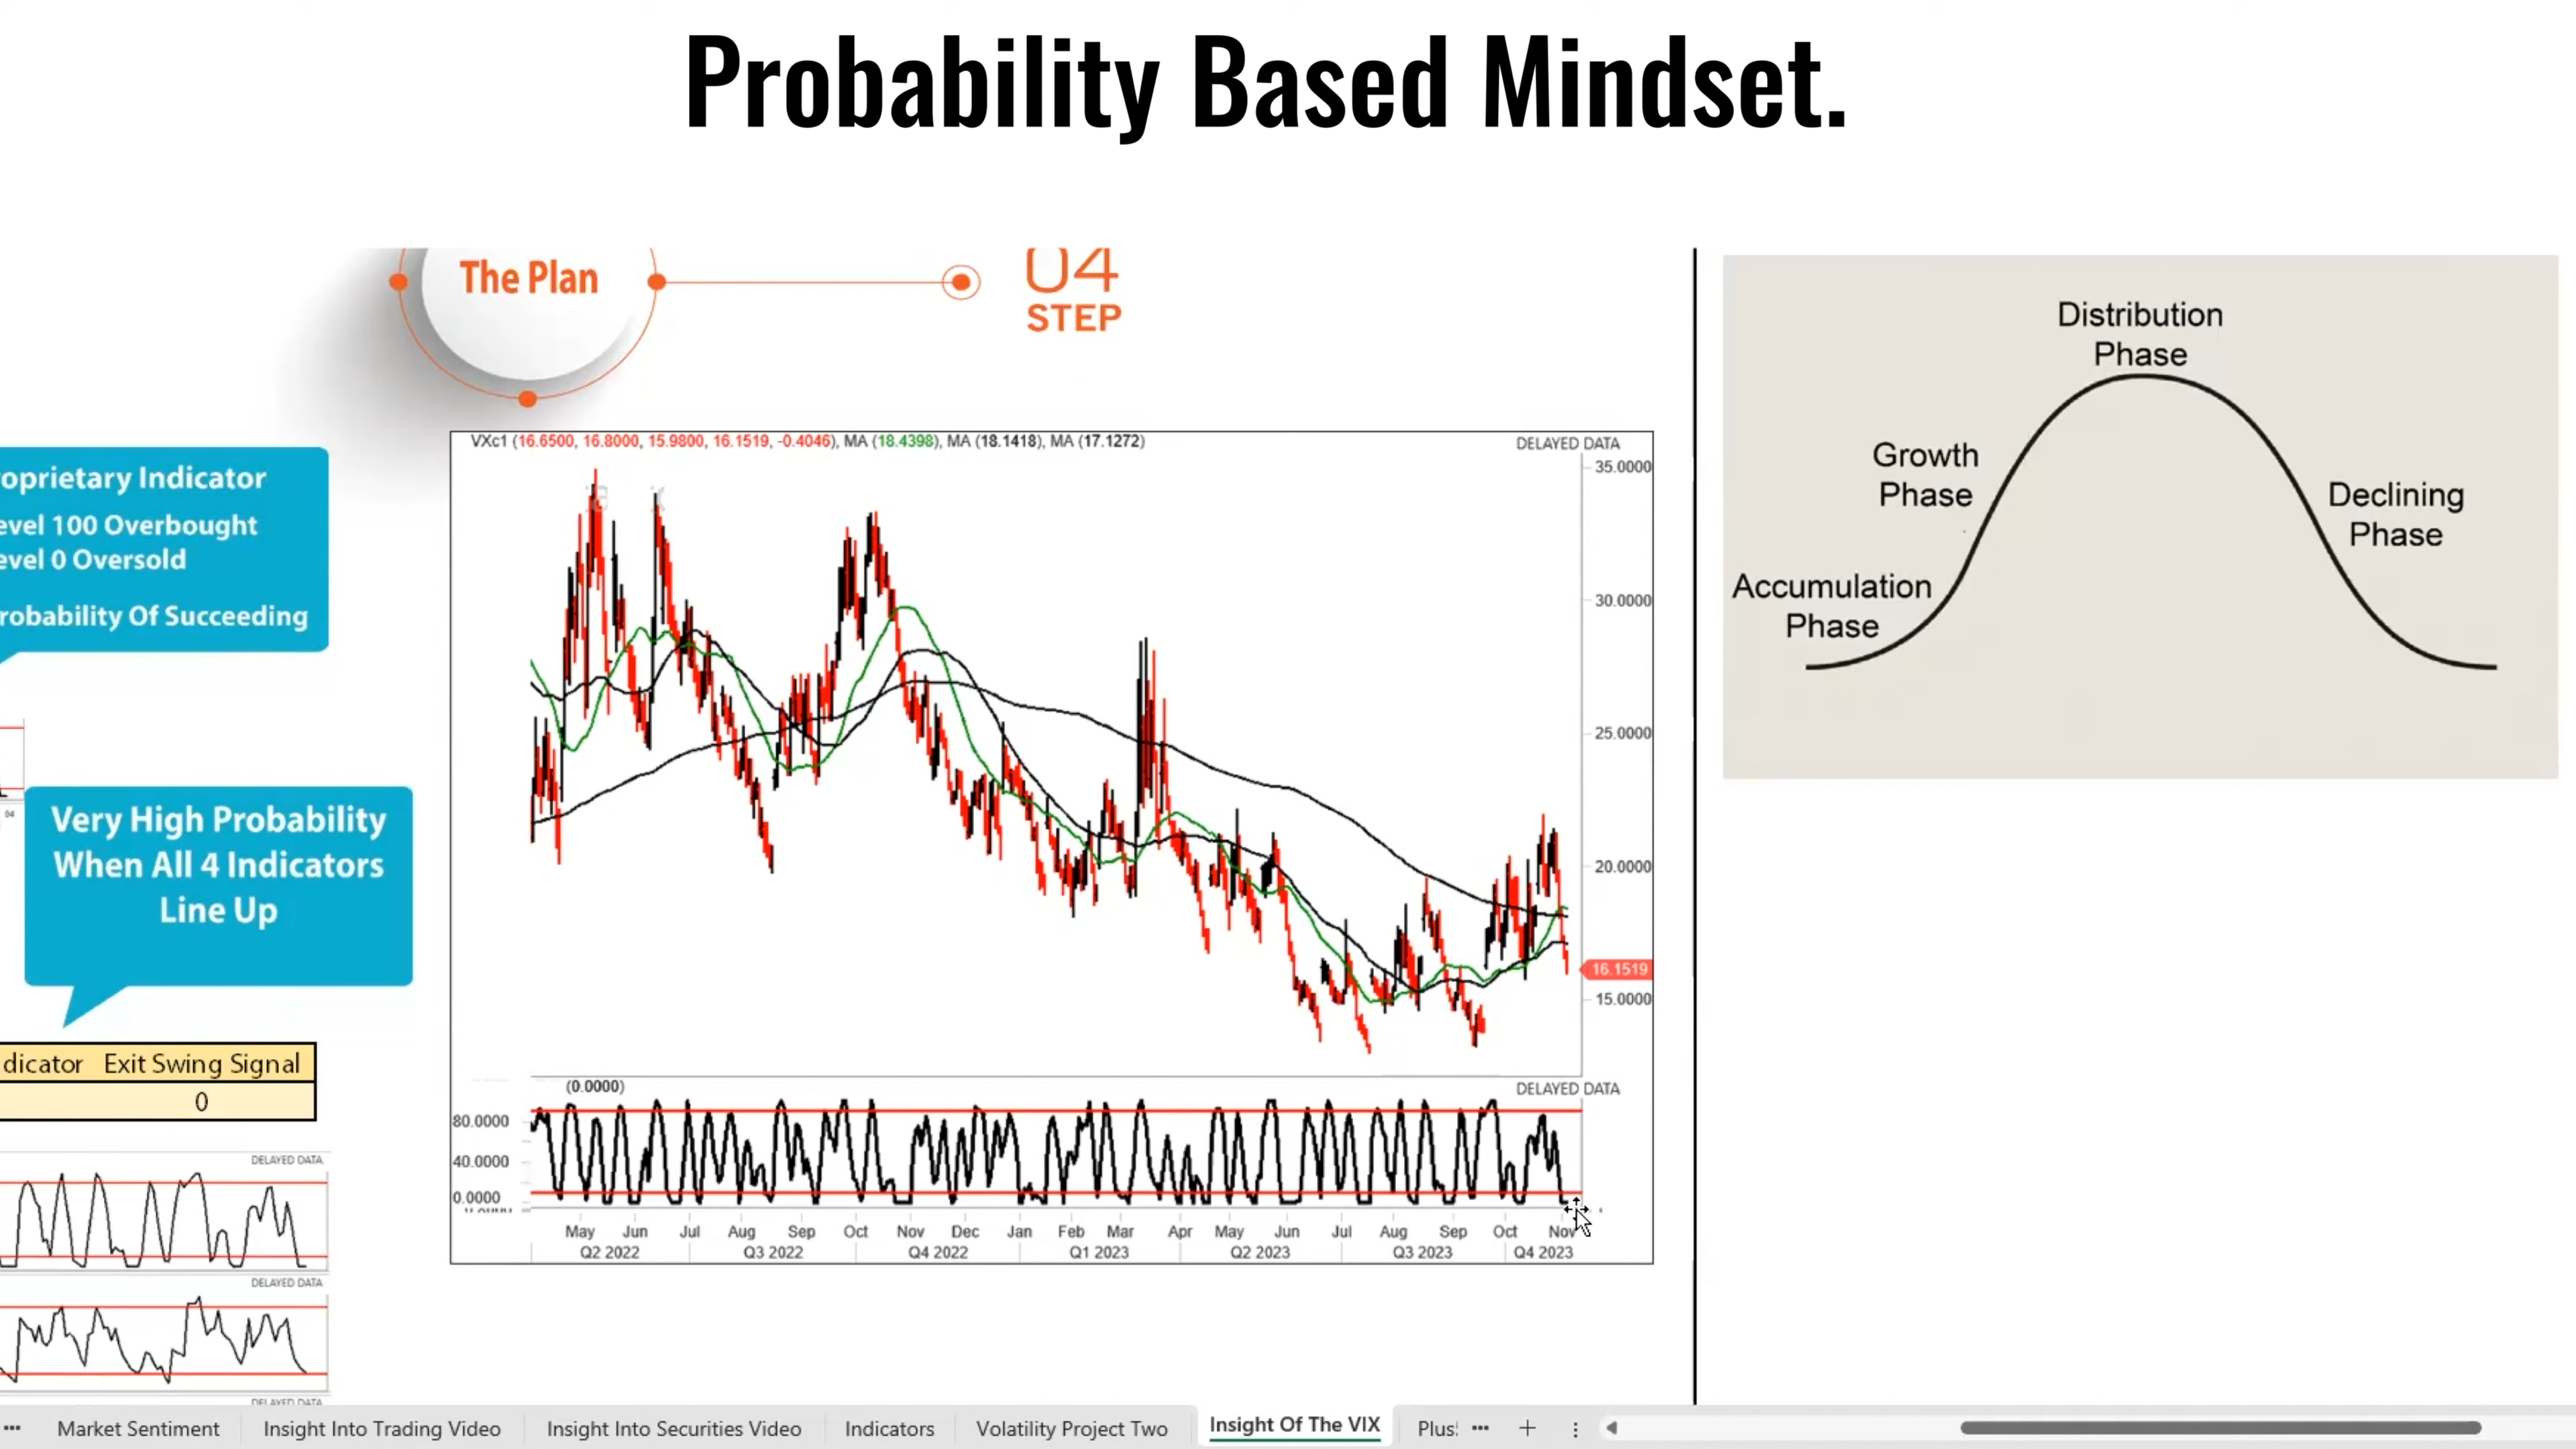 Probability Based Mindset.
The Plan
04
STEP
oprietary Indicator
evel 100 Overbought
evel 0 Oversold
robability Of Succeeding
04
Very High Probability
When All 4 Indicators
Line Up
dicator Exit Swing Signal
0
DELAYED DATA
DELAYED DATA
DELAYED DATA
VXc1 (16.6500, 16.8000, 15.9800, 16.1519, -0.4046), MA (18.4398), MA (18.1418), MA (17.1272)
DELAYED DATA
35.0000
30.0000
25.0000
20.0000
16.1519
15.0000
(0.0000)
DELAYED DATA
80.0000
40.0000
0.0000
May Jun Jul Aug Sep Oct Nov Dec Jan Feb Mar Apr May Jun Jul Aug Sep Oct Nov
Q2 2022 Q3 2022 Q4 2022 Q1 2023 Q2 2023 Q3 2023 Q4 2023
Distribution
Phase
Growth
Phase
Declining
Phase
Accumulation
Phase
Market Sentiment Insight Into Trading Video Insight Into Securities Video Indicators Volatility Project Two Insight Of The VIX Plus